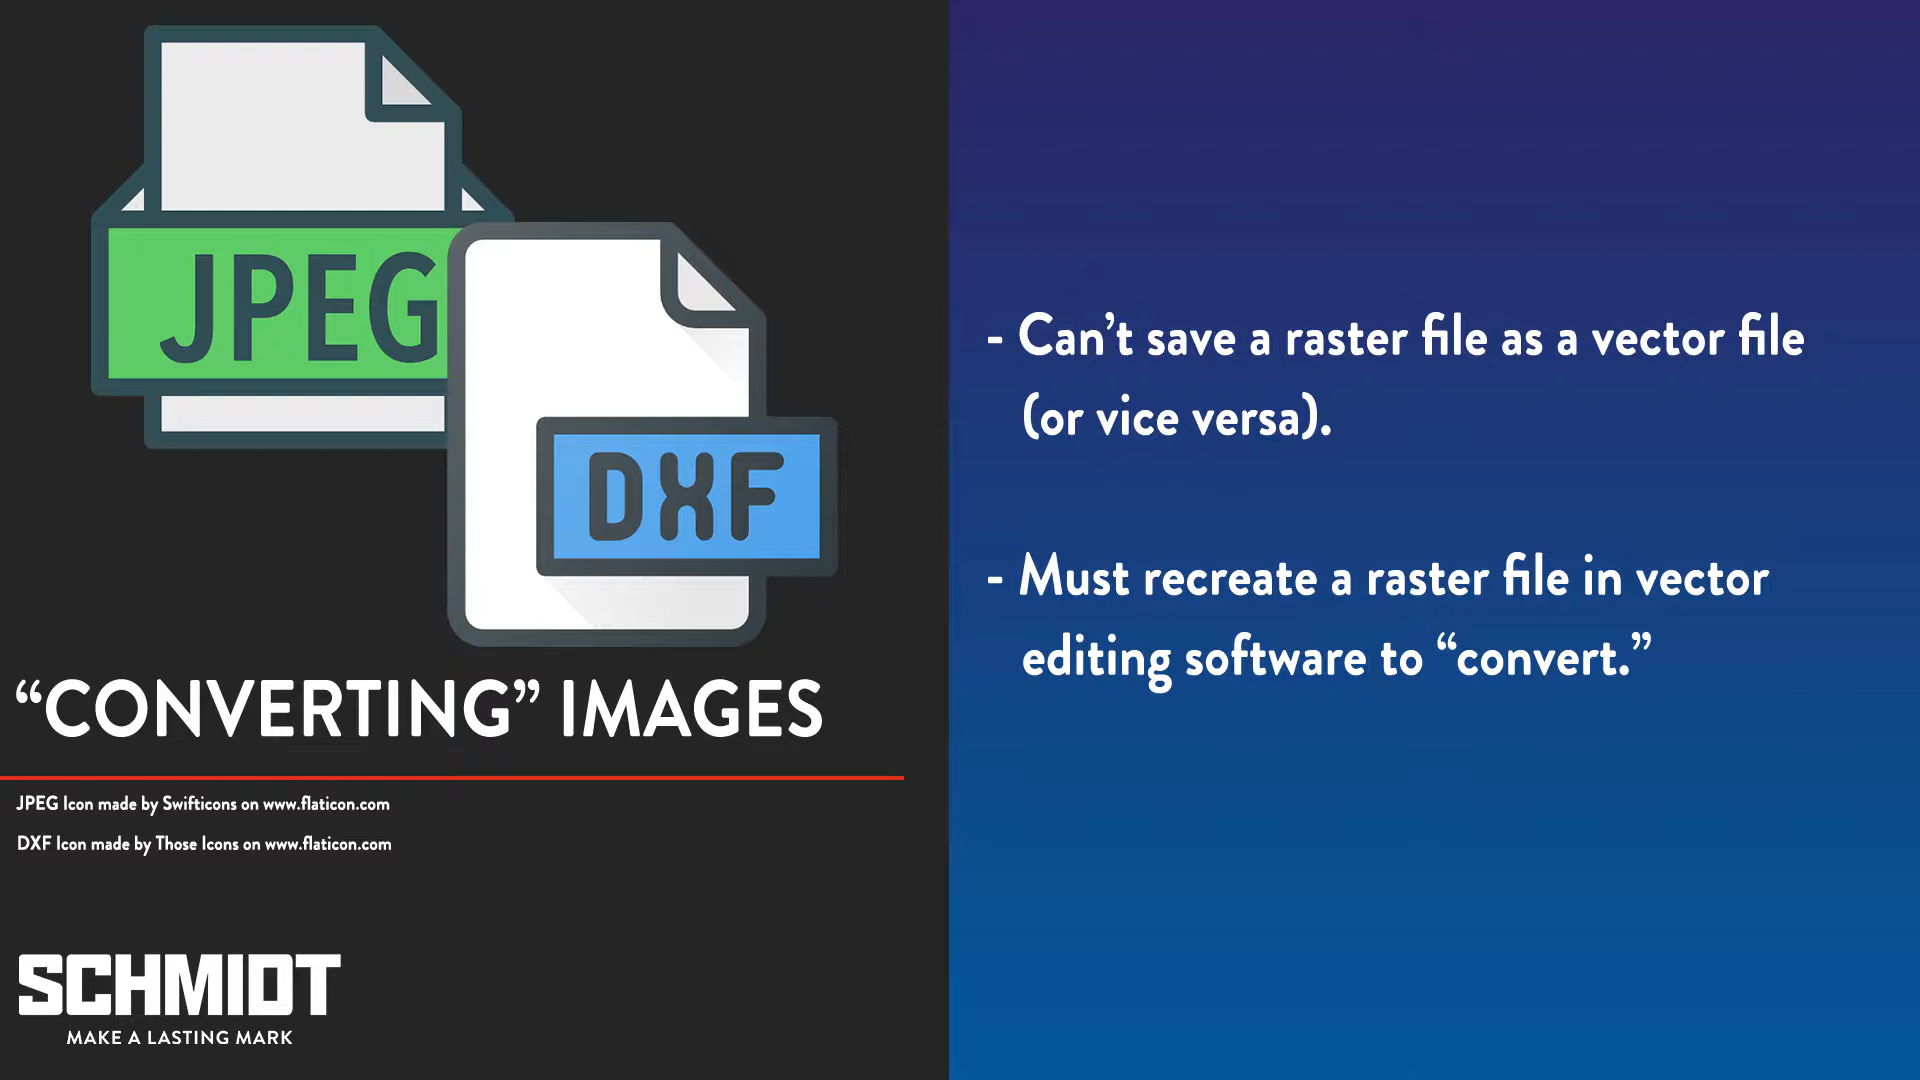 JPEG
DXF
“CONVERTING” IMAGES
JPEG Icon made by Swifticons on www.flaticon.com
DXF Icon made by Those Icons on www.flaticon.com
SCHMIDT
MAKE A LASTING MARK
- Can’t save a raster file as a vector file
(or vice versa).
- Must recreate a raster file in vector
editing software to “convert.”